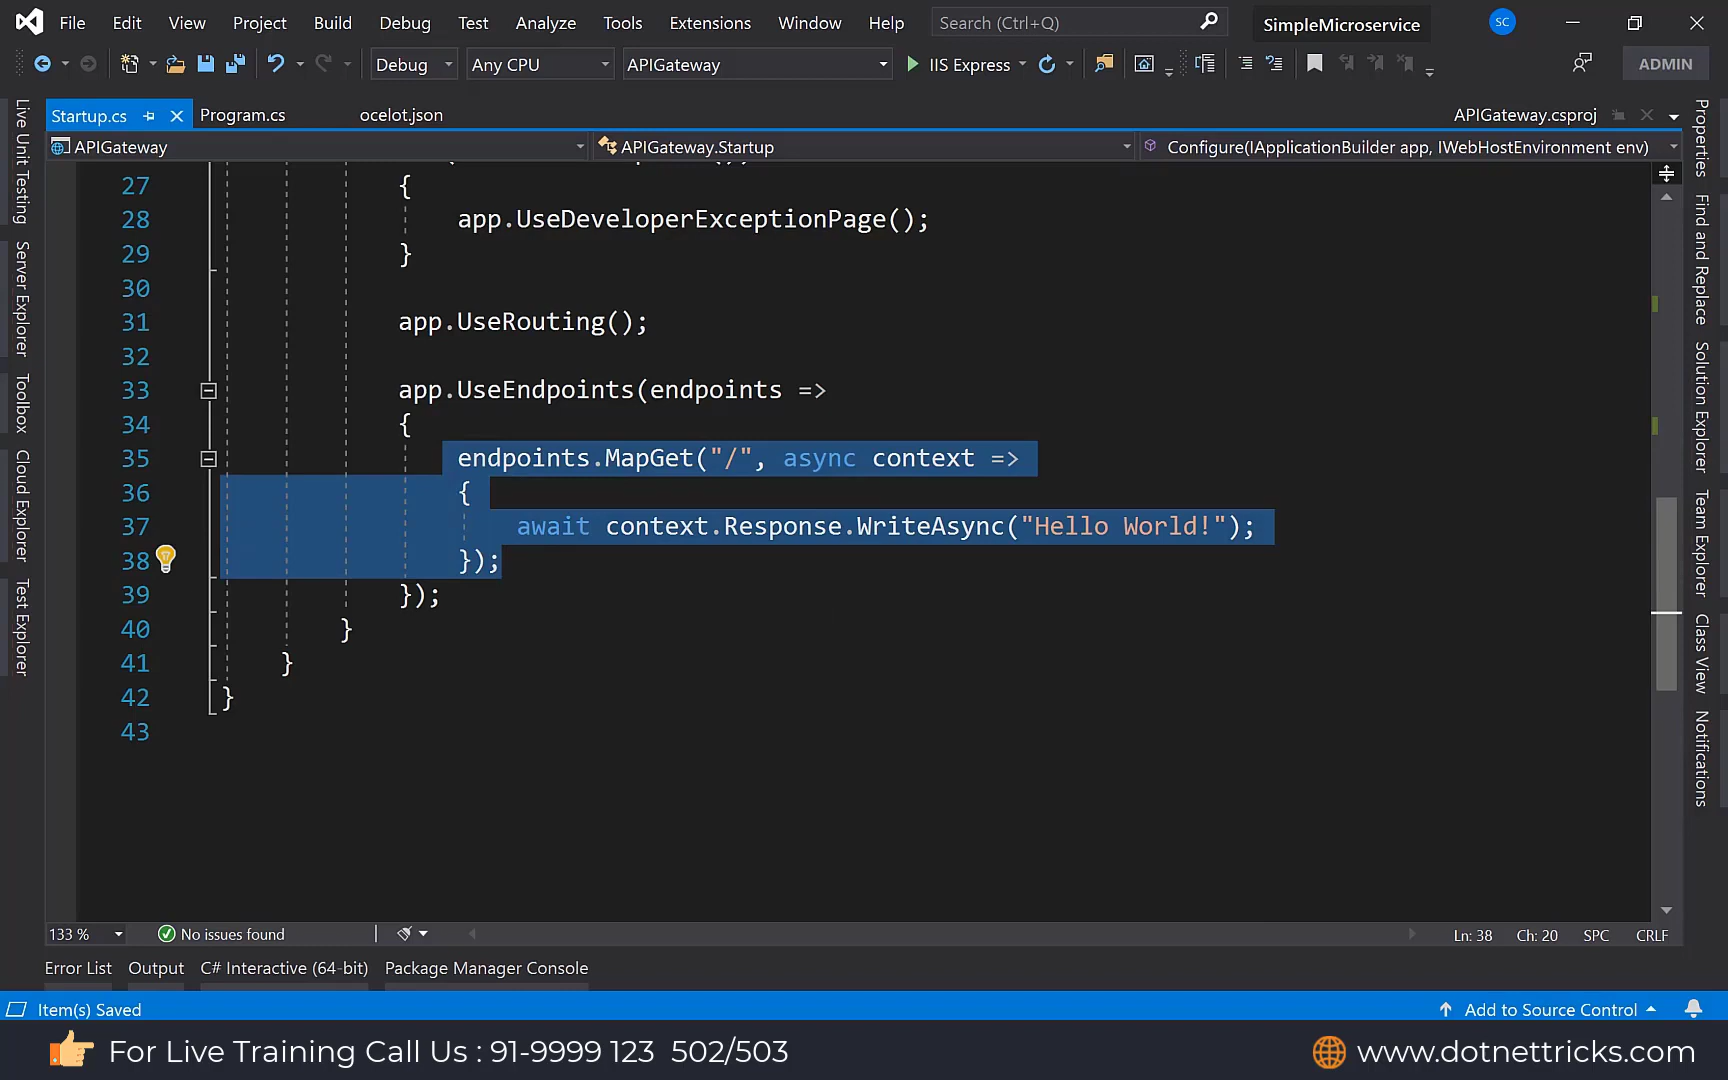 File Edit View Project Build Debug Test Analyze Tools Extensions Window Help Search (Ctrl+Q) SimpleMicroservice SC
Debug Any CPU APIGateway IIS Express ADMIN
Startup.cs Program.cs ocelot.json APIGateway.csproj
APIGateway APIGateway.Startup Configure(IApplicationBuilder app, IWebHostEnvironment env)
27 {
28 app.UseDeveloperExceptionPage();
29 }
30
31 app.UseRouting();
32
33 app.UseEndpoints(endpoints =>
34 {
35 endpoints.MapGet("/", async context =>
36 {
37 await context.Response.WriteAsync("Hello World!");
38 });
39 });
40 }
41 }
42 }
43
Live Unit Testing
Server Explorer
Toolbox
Cloud Explorer
Test Explorer
Properties
Find and Replace
Solution Explorer
Team Explorer
Class View
Notifications
133 % No issues found Ln: 38 Ch: 20 SPC CRLF
Error List Output C# Interactive (64-bit) Package Manager Console
Item(s) Saved Add to Source Control
For Live Training Call Us : 91-9999 123 502/503 www.dotnettricks.com